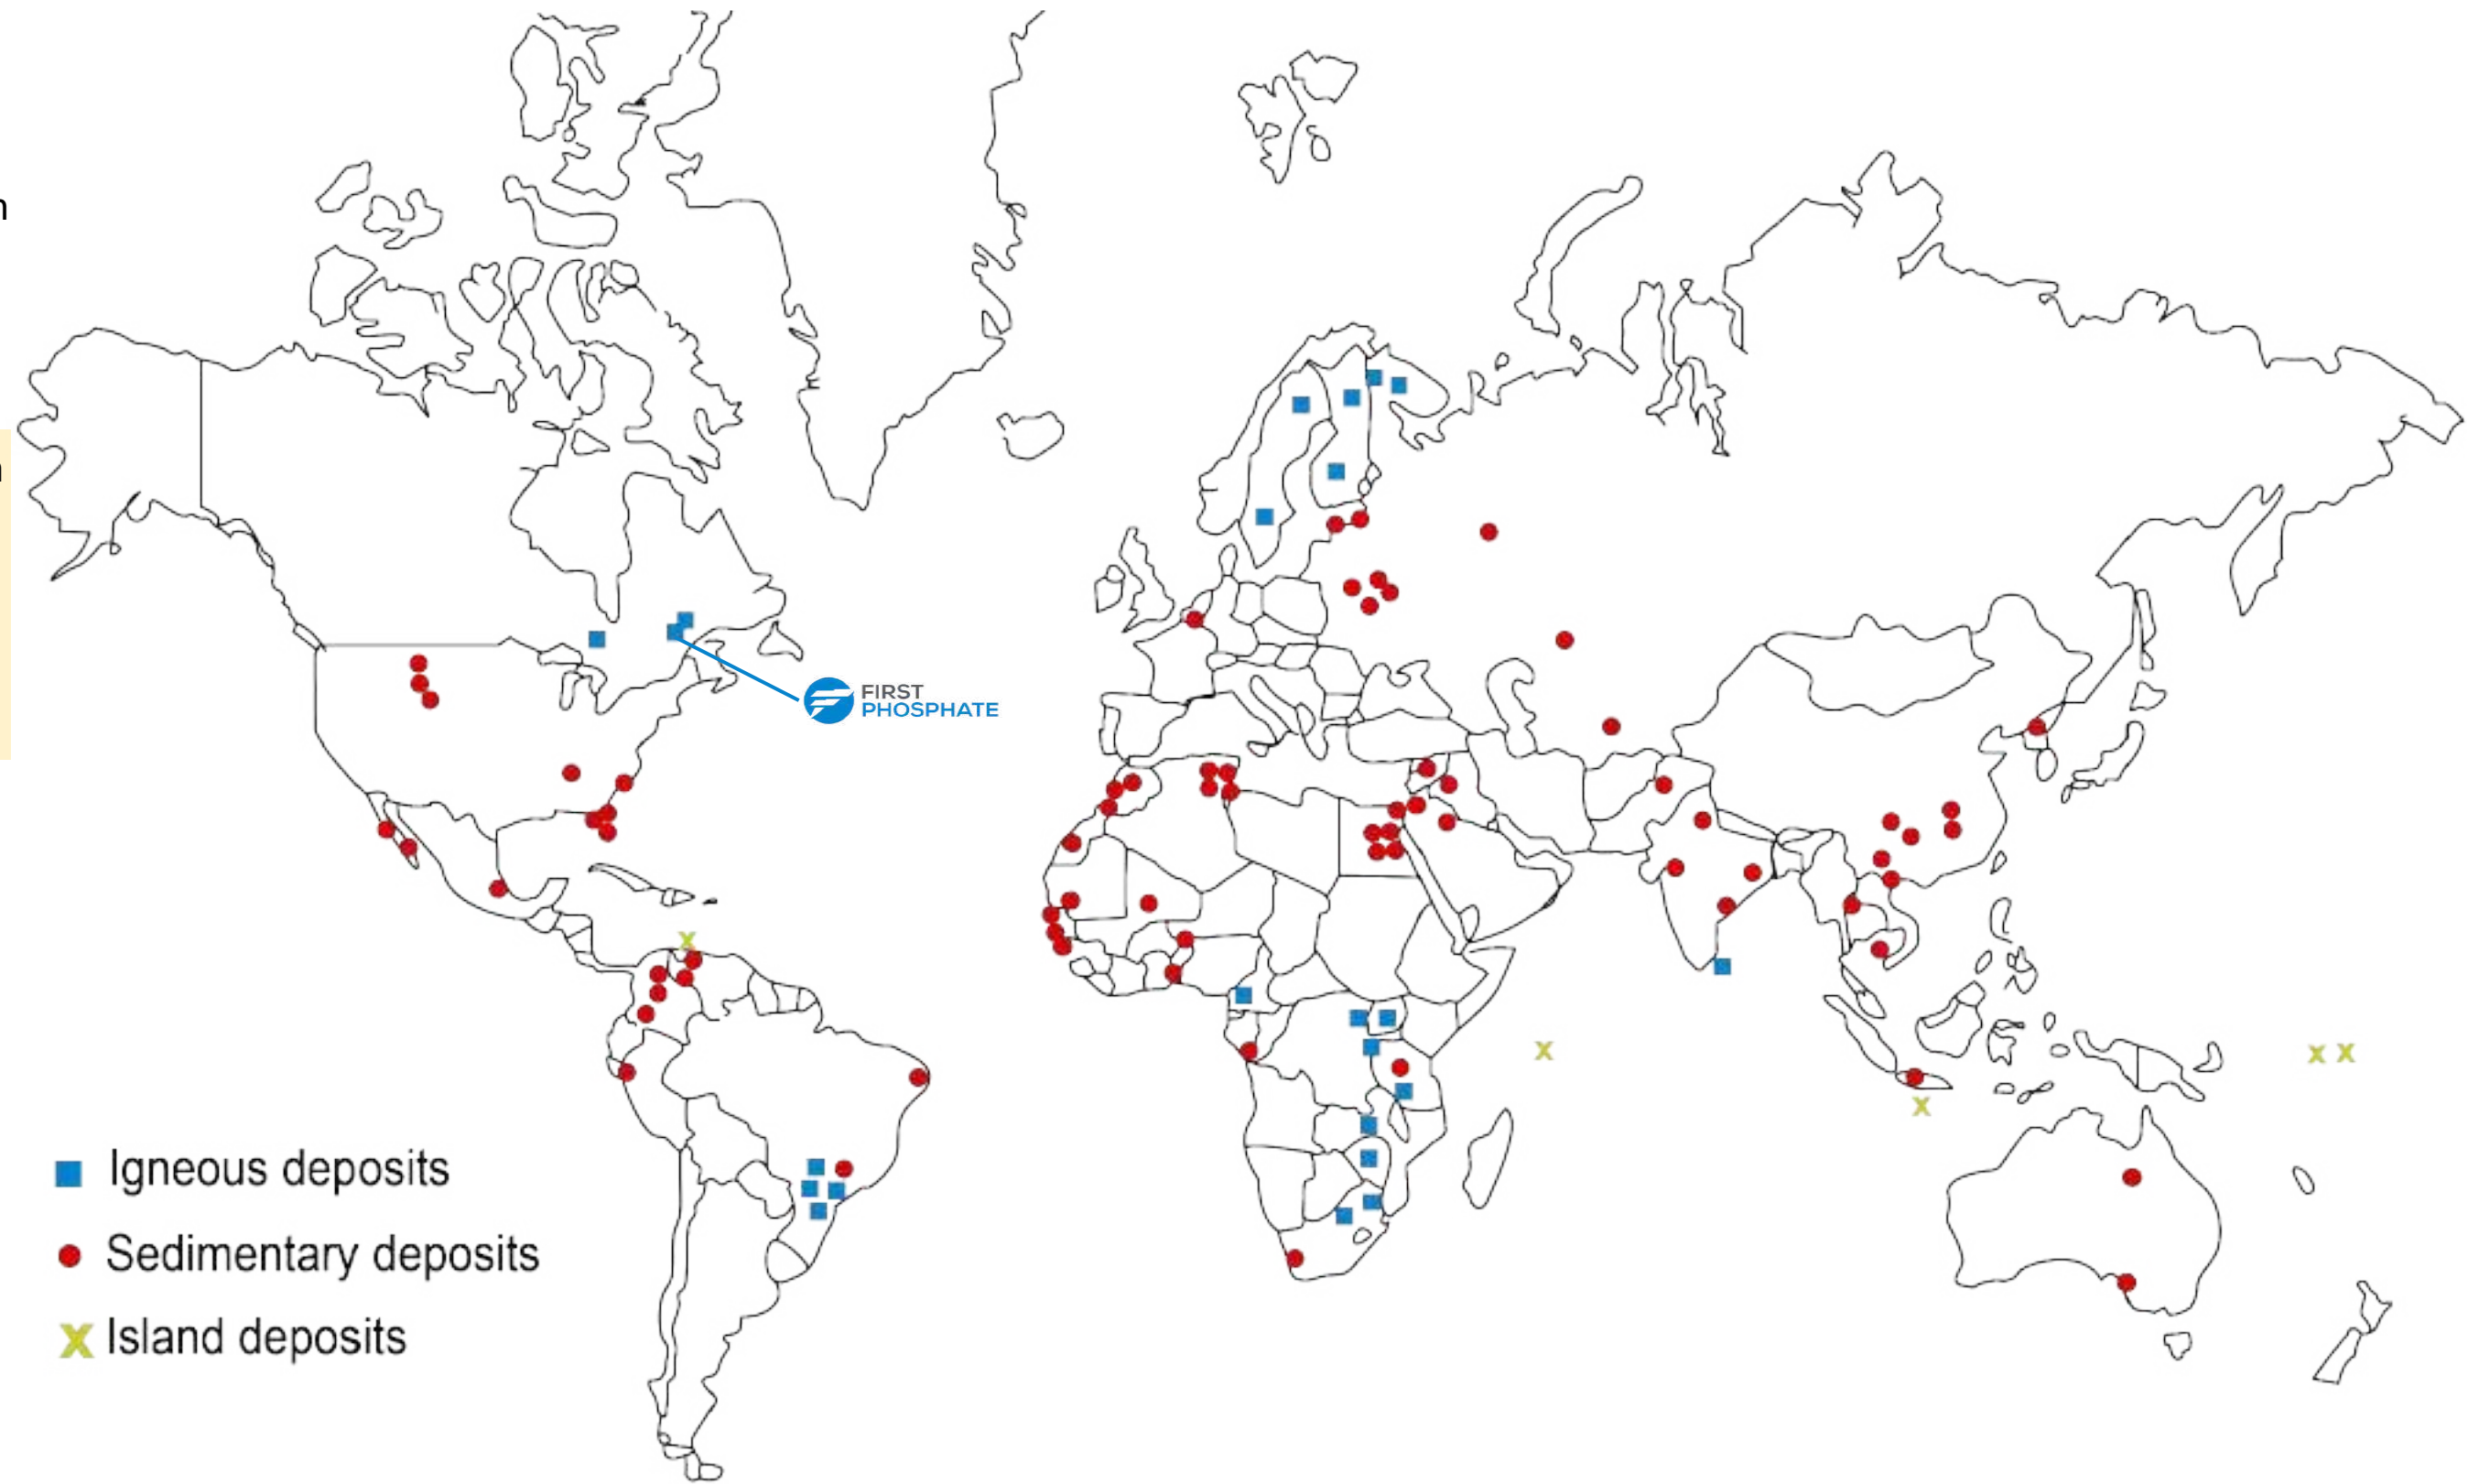 n
n
FIRST
PHOSPHATE
Igneous deposits
Sedimentary deposits
X Island deposits